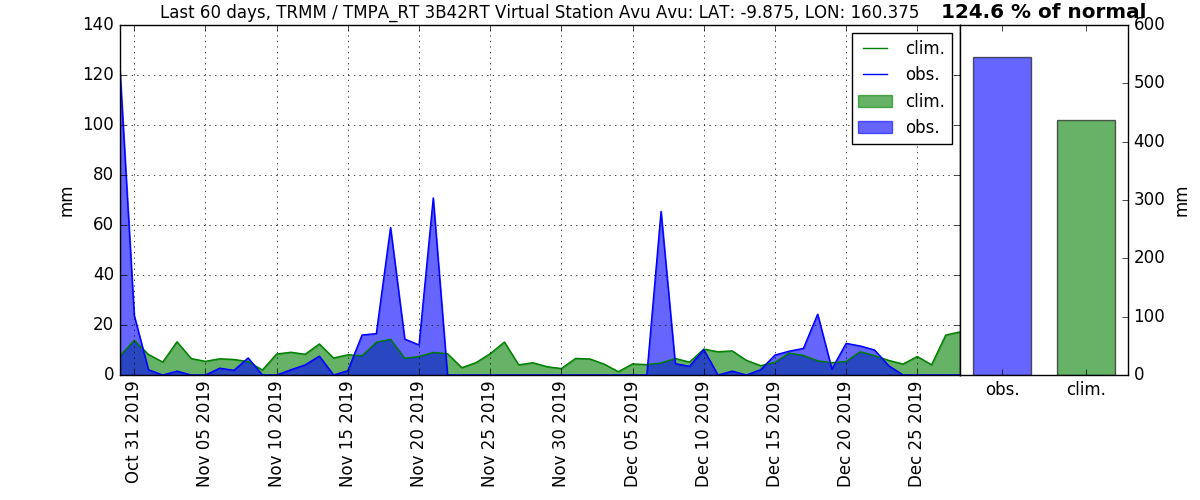 Last 60 days, TRMM / TMPA_RT 3B42RT Virtual Station Avu Avu: LAT: -9.875, LON: 160.375
124.6 % of normal
140
120
100
80
60
40
20
0
mm
clim.
obs.
clim.
obs.
600
500
400
300
200
100
0
mm
Oct 31 2019
Nov 05 2019
Nov 10 2019
Nov 15 2019
Nov 20 2019
Nov 25 2019
Nov 30 2019
Dec 05 2019
Dec 10 2019
Dec 15 2019
Dec 20 2019
Dec 25 2019
obs.
clim.